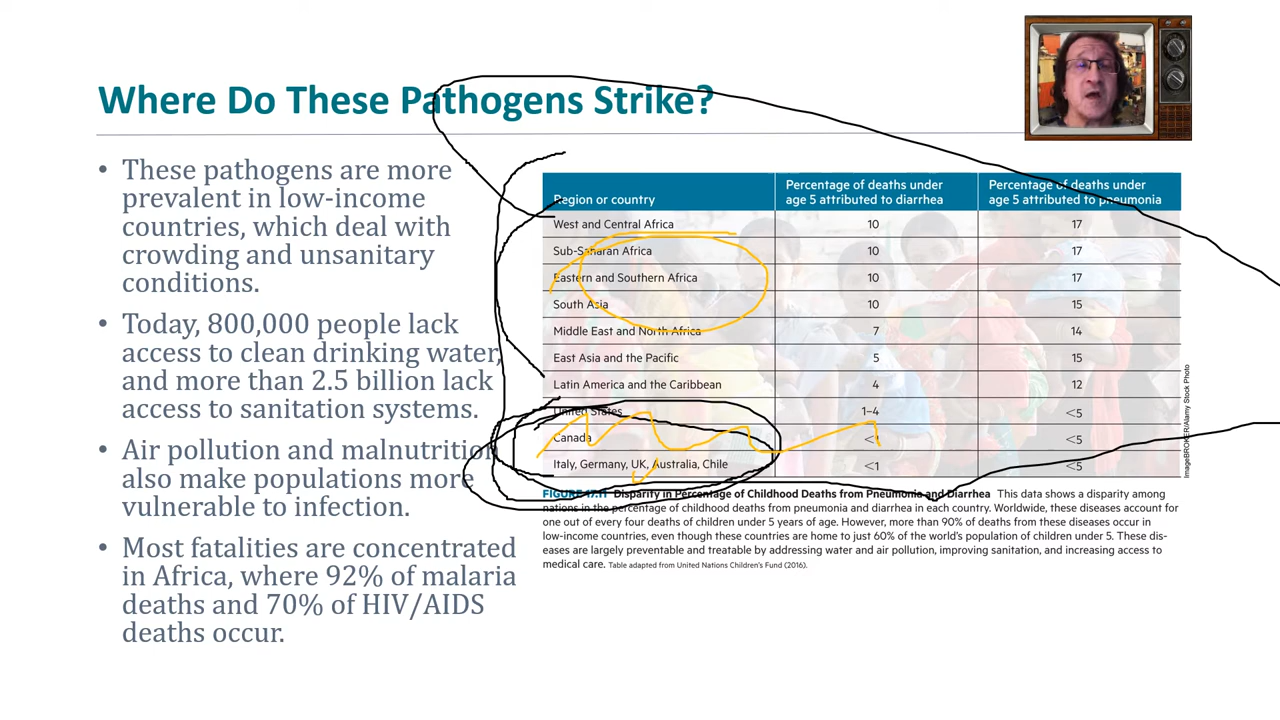 Where Do These Pathogens Strike?
• These pathogens are more
prevalent in low-income
countries, which deal with
crowding and unsanitary
conditions.
• Today, 800,000 people lack
access to clean drinking water,
and more than 2.5 billion lack
access to sanitation systems.
• Air pollution and malnutrition
also make populations more
vulnerable to infection.
• Most fatalities are concentrated
in Africa, where 92% of malaria
deaths and 70% of HIV/AIDS
deaths occur.
Region or country Percentage of deaths under age 5 attributed to diarrhea Percentage of deaths under age 5 attributed to pneumonia
West and Central Africa 10 17
Sub-Saharan Africa 10 17
Eastern and Southern Africa 10 17
South Asia 10 15
Middle East and North Africa 7 14
East Asia and the Pacific 5 15
Latin America and the Caribbean 4 12
United States 1–4 <5
Canada <1 <5
Italy, Germany, UK, Australia, Chile <1 <5
ImageBROKER/Alamy Stock Photo
FIGURE 17.11 Disparity in Percentage of Childhood Deaths from Pneumonia and Diarrhea This data shows a disparity among
nations in the percentage of childhood deaths from pneumonia and diarrhea in each country. Worldwide, these diseases account for
one out of every four deaths of children under 5 years of age. However, more than 90% of deaths from these diseases occur in
low-income countries, even though these countries are home to just 60% of the world's population of children under 5. These dis-
eases are largely preventable and treatable by addressing water and air pollution, improving sanitation, and increasing access to
medical care. Table adapted from United Nations Children's Fund (2016).